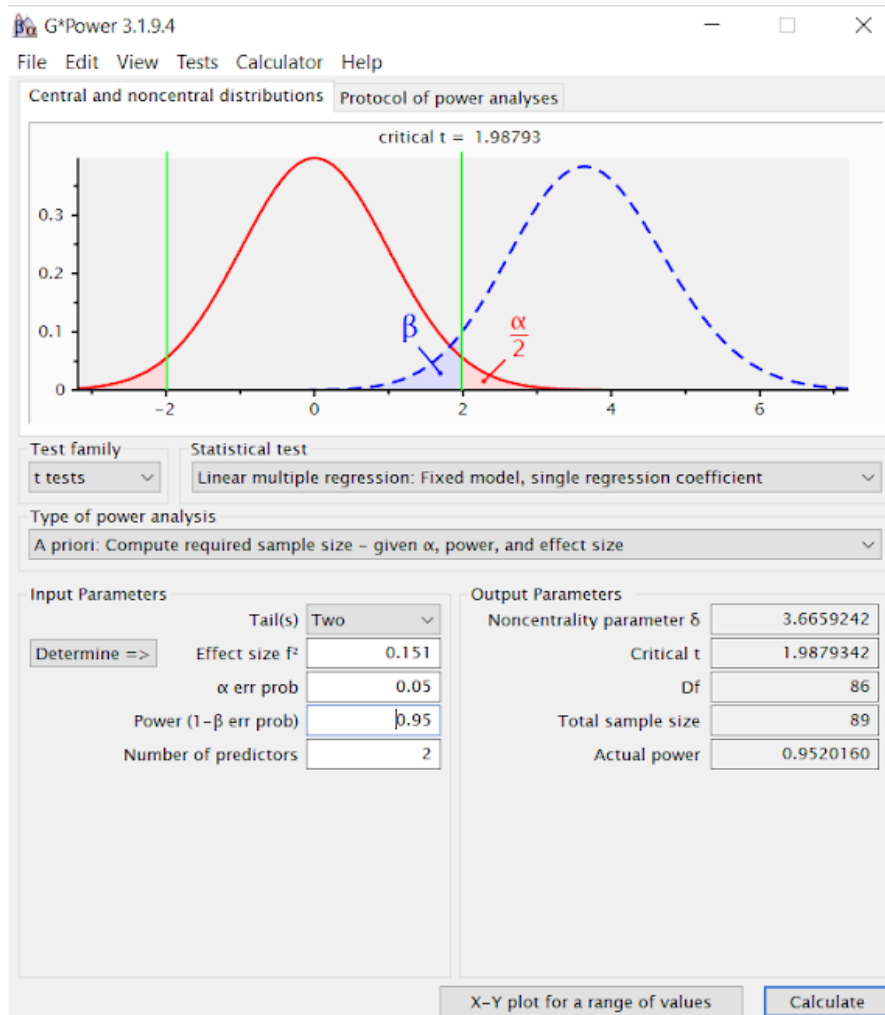 G*Power 3.1.9.4
File Edit View Tests Calculator Help
Central and noncentral distributions Protocol of power analyses
critical t = 1.98793
0.3
0.2
0.1
0
β
α
2
-2 0 2 4 6
Test family Statistical test
t tests Linear multiple regression: Fixed model, single regression coefficient
Type of power analysis
A priori: Compute required sample size – given α, power, and effect size
Input Parameters Output Parameters
Tail(s) Two Noncentrality parameter δ 3.6659242
Determine => Effect size f² 0.151 Critical t 1.9879342
α err prob 0.05 Df 86
Power (1-β err prob) 0.95 Total sample size 89
Number of predictors 2 Actual power 0.9520160
X-Y plot for a range of values Calculate